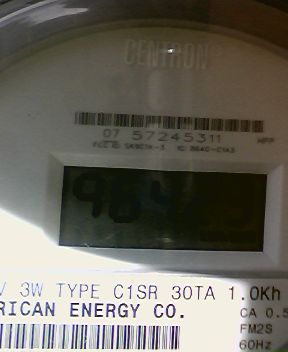 CENTRON®
07 57245311
V 3W TYPE C1SR 30TA 1.0Kh
RICAN ENERGY CO.
CA 0.5
FM2S
60Hz